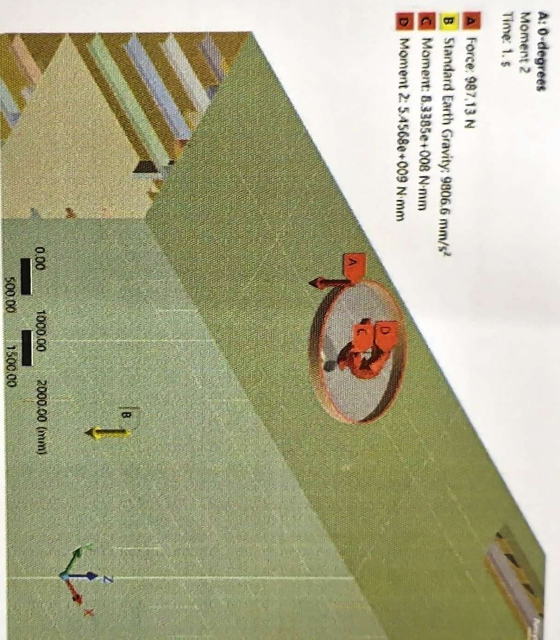 A: 0-degrees
Moment 2
Time: 1. s
A Force: 987.13 N
B Standard Earth Gravity: 9806.6 mm/s²
C Moment: 8.3385e+008 N·mm
D Moment 2: 5.4568e+009 N·mm
A
C D
B
0.00 1000.00 2000.00 (mm)
500.00 1500.00
Z
Y
X